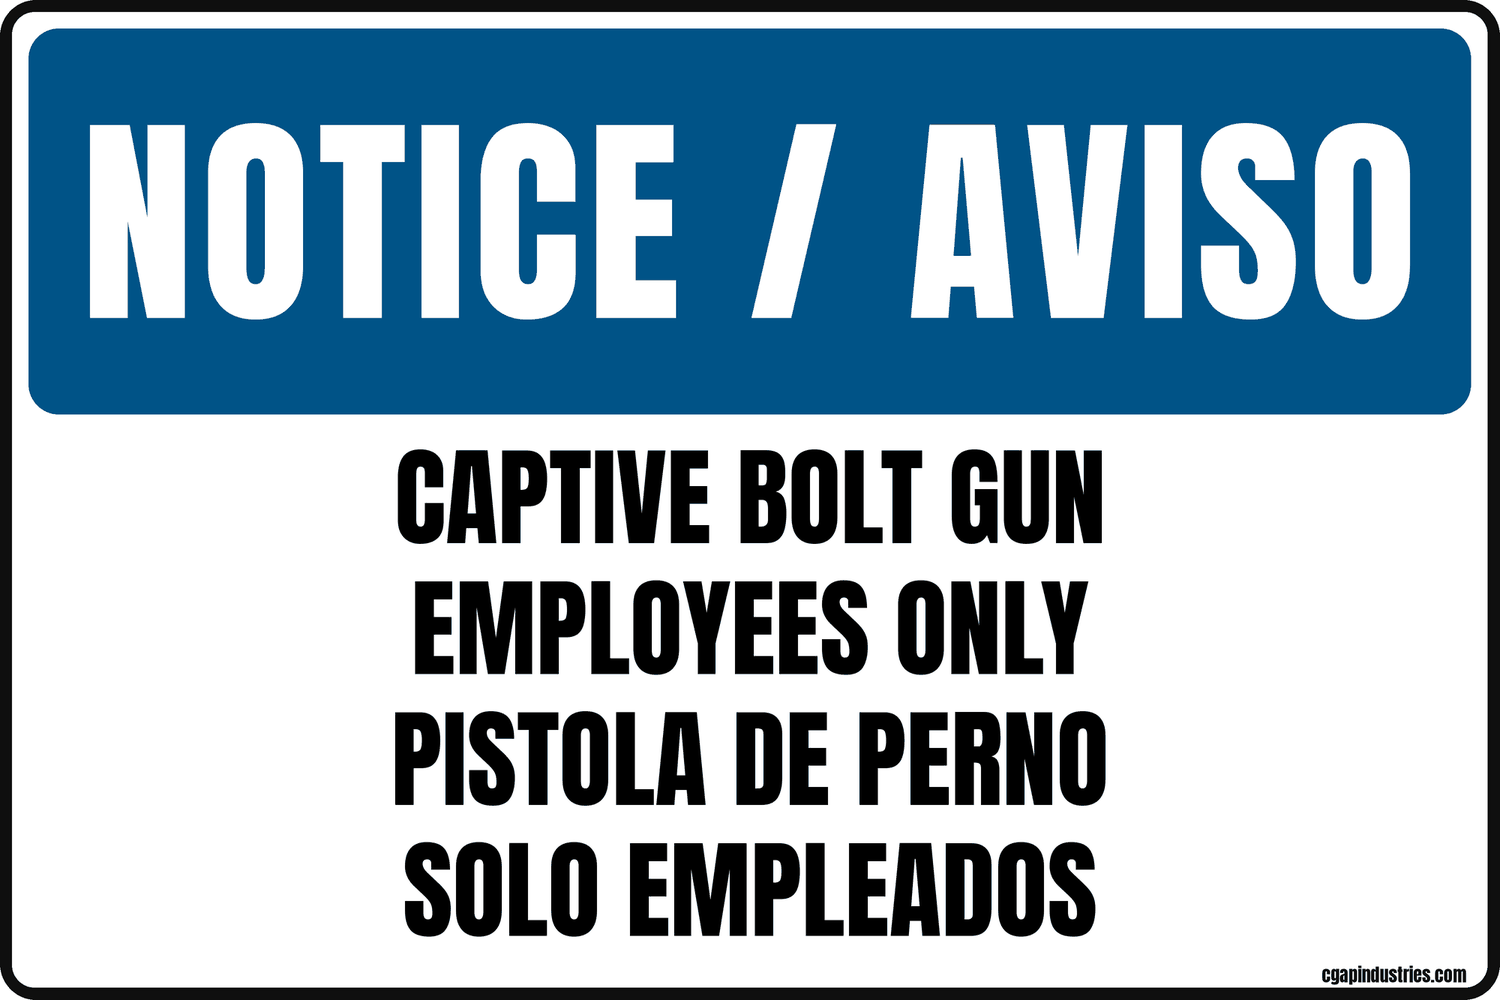 NOTICE / AVISO
CAPTIVE BOLT GUN
EMPLOYEES ONLY
PISTOLA DE PERNO
SOLO EMPLEADOS
cgapindustries.com